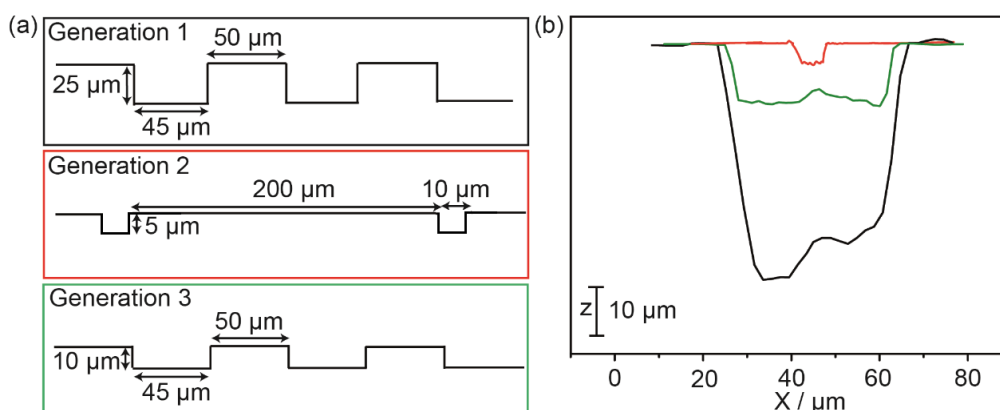 (a)
Generation 1
50 µm
25 µm
45 µm
Generation 2
200 µm
10 µm
5 µm
Generation 3
50 µm
10 µm
45 µm
(b)
z
10 µm
0
20
40
60
80
X / µm